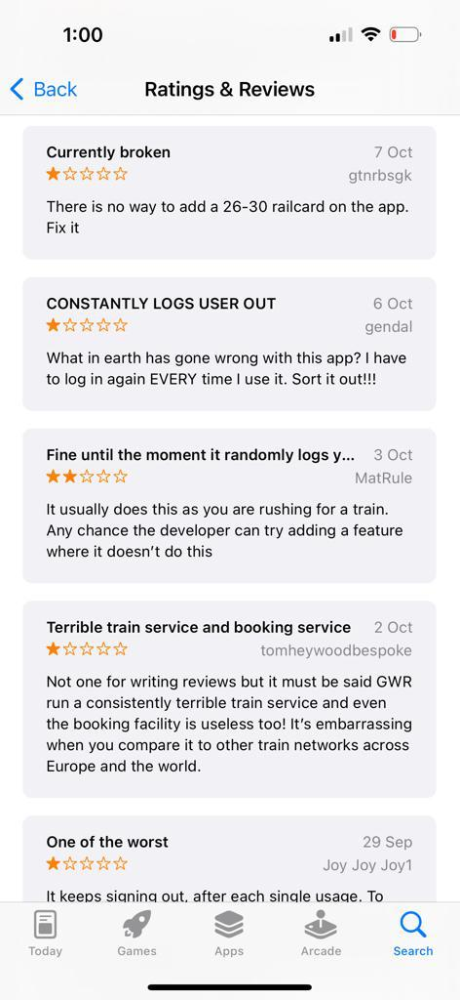 1:00
Back
Ratings & Reviews
Currently broken
7 Oct
gtnrbsgk
There is no way to add a 26-30 railcard on the app.
Fix it
CONSTANTLY LOGS USER OUT
6 Oct
gendal
What in earth has gone wrong with this app? I have
to log in again EVERY time I use it. Sort it out!!!
Fine until the moment it randomly logs y...
3 Oct
MatRule
It usually does this as you are rushing for a train.
Any chance the developer can try adding a feature
where it doesn't do this
Terrible train service and booking service
2 Oct
tomheywoodbespoke
Not one for writing reviews but it must be said GWR
run a consistently terrible train service and even
the booking facility is useless too! It's embarrassing
when you compare it to other train networks across
Europe and the world.
One of the worst
29 Sep
Joy Joy Joy1
It keeps signing out, after each single usage. To
Today
Games
Apps
Arcade
Search